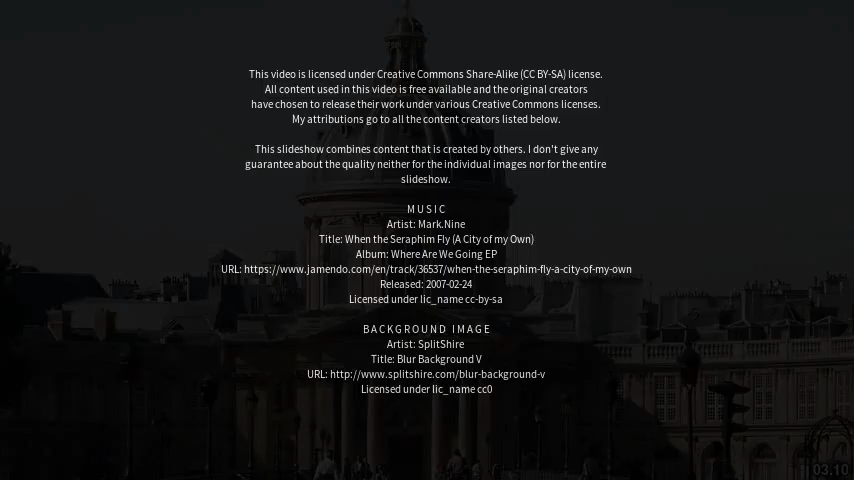 This video is licensed under Creative Commons Share-Alike (CC BY-SA) license.
All content used in this video is free available and the original creators
have chosen to release their work under various Creative Commons licenses.
My attributions go to all the content creators listed below.
This slideshow combines content that is created by others. I don't give any
guarantee about the quality neither for the individual images nor for the entire
slideshow.
MUSIC
Artist: Mark.Nine
Title: When the Seraphim Fly (A City of my Own)
Album: Where Are We Going EP
URL: https://www.jamendo.com/en/track/36537/when-the-seraphim-fly-a-city-of-my-own
Released: 2007-02-24
Licensed under lic_name cc-by-sa
BACKGROUND IMAGE
Artist: SplitShire
Title: Blur Background V
URL: http://www.splitshire.com/blur-background-v
Licensed under lic_name cc0
03.10